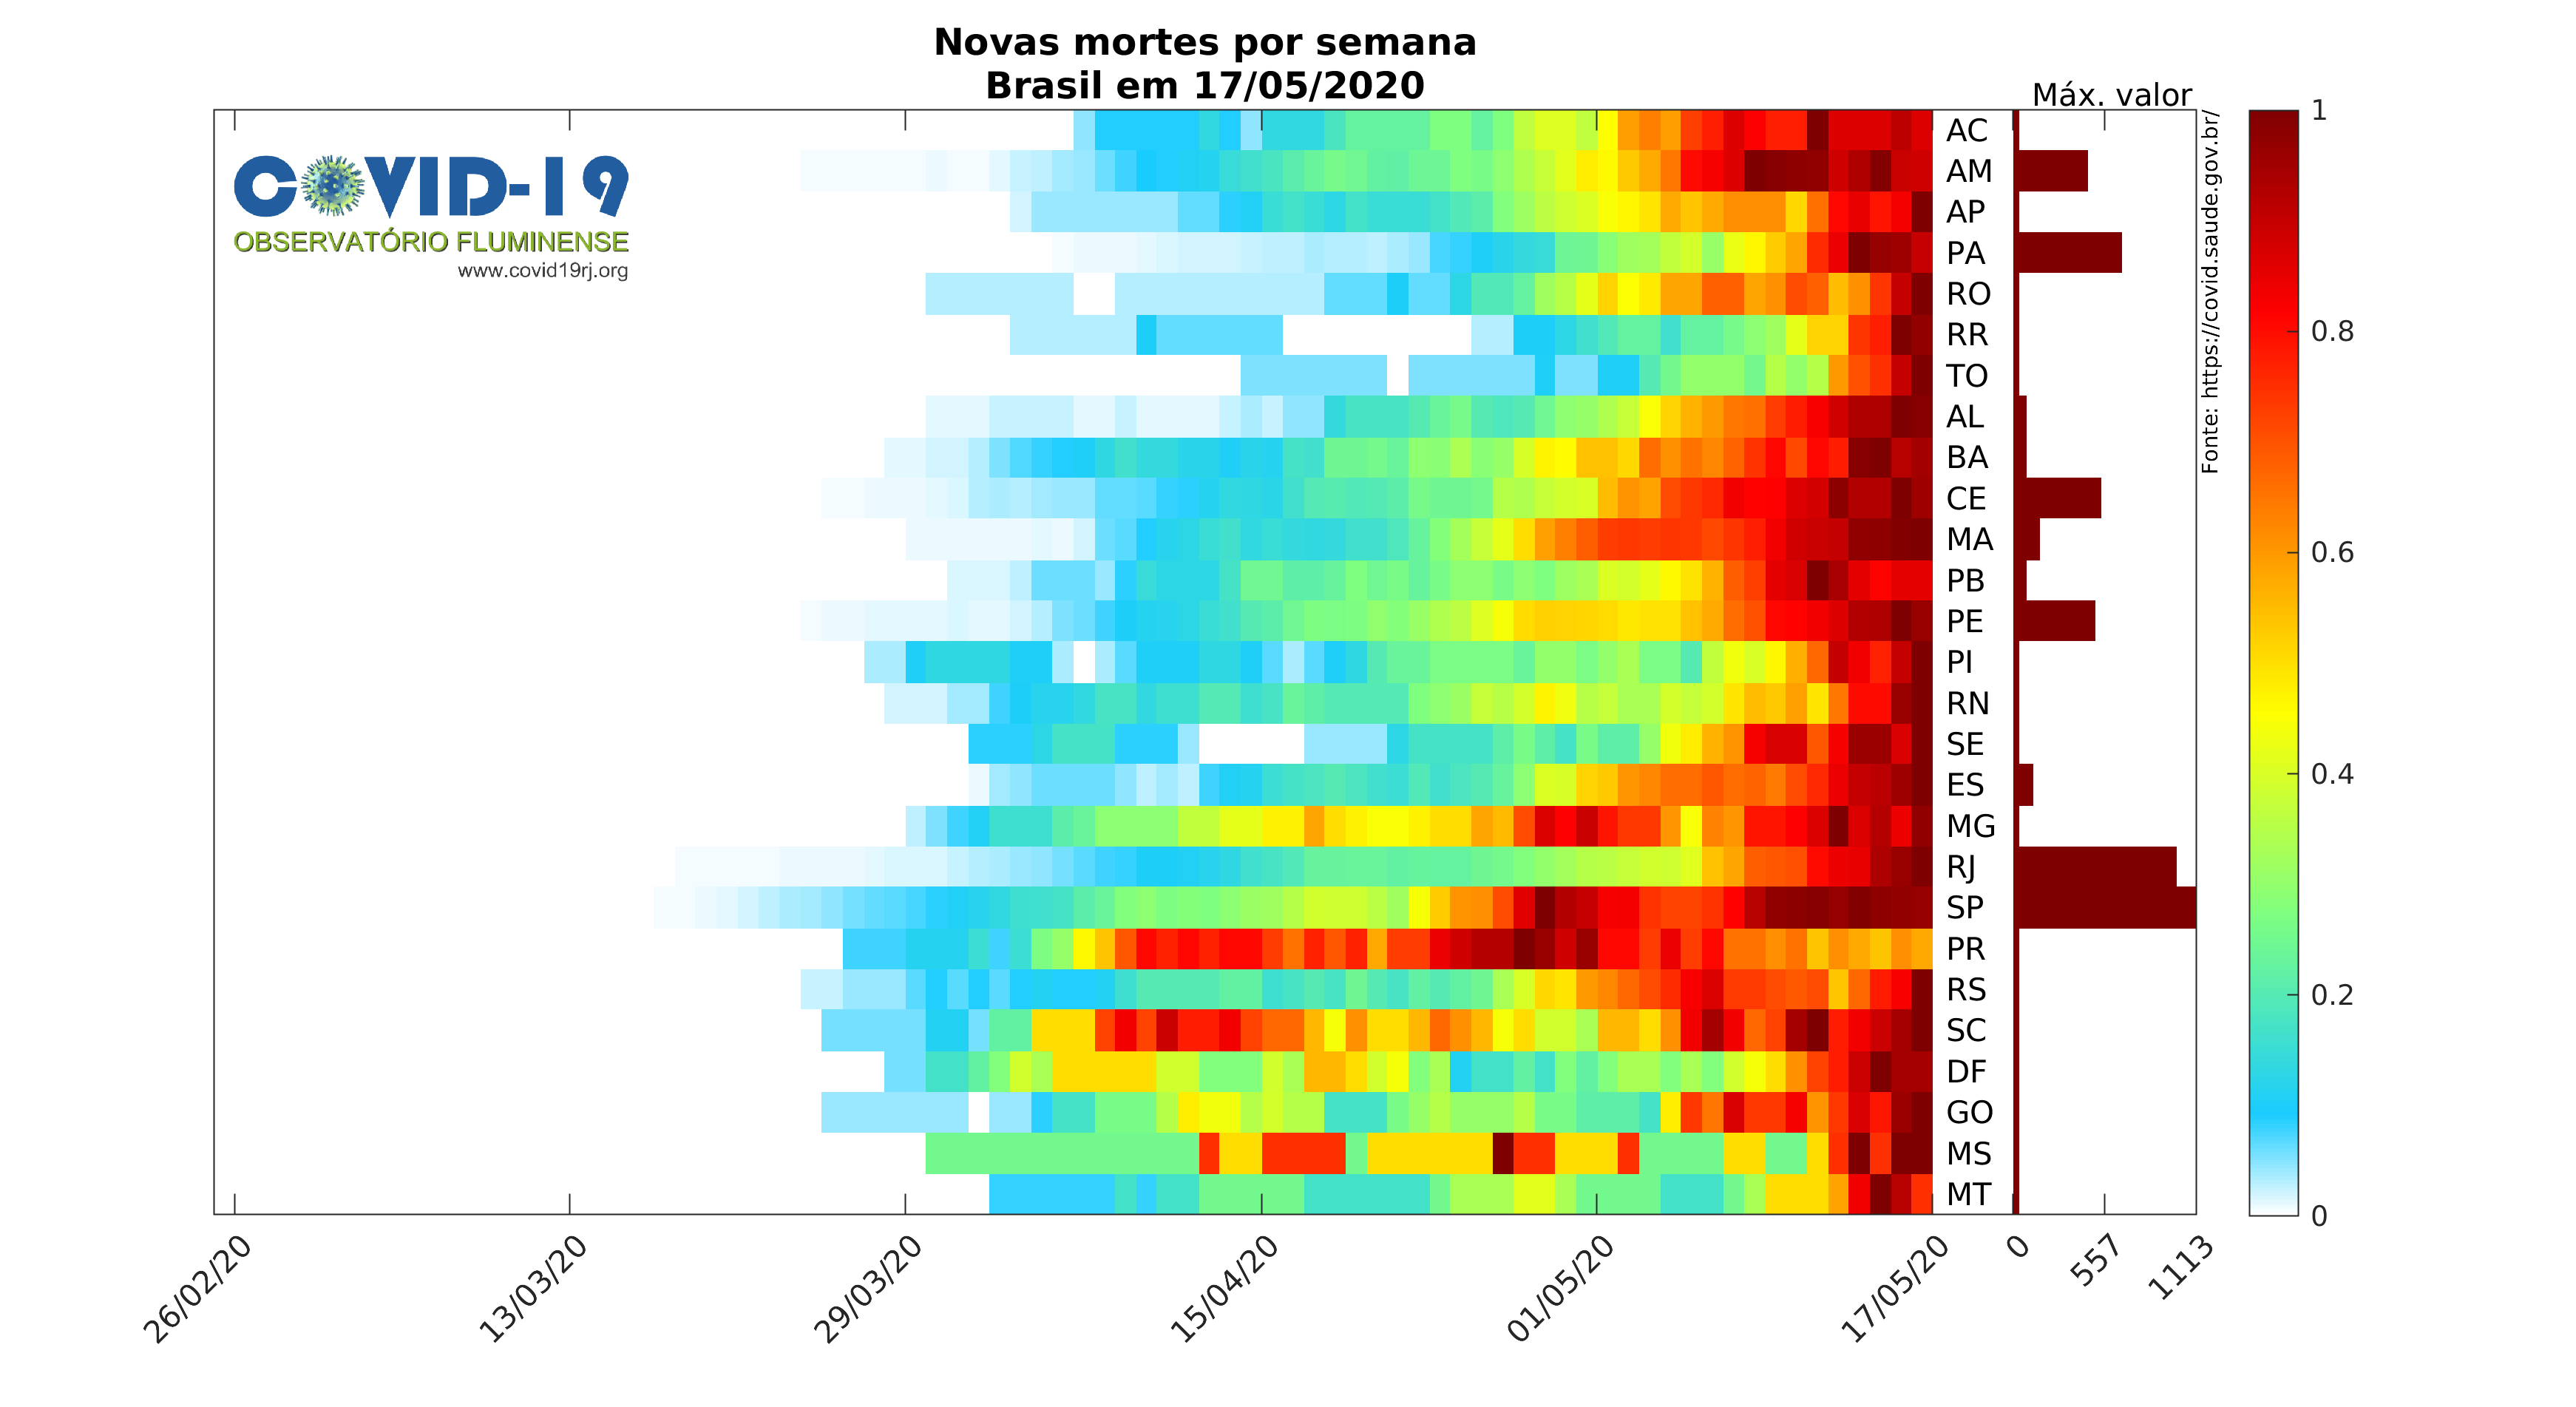 Novas mortes por semana
Brasil em 17/05/2020
Máx. valor
COVID-19
OBSERVATÓRIO FLUMINENSE
www.covid19rj.org
AC
AM
AP
PA
RO
RR
TO
AL
BA
CE
MA
PB
PE
PI
RN
SE
ES
MG
RJ
SP
PR
RS
SC
DF
GO
MS
MT
Fonte: https://covid.saude.gov.br/
1
0.8
0.6
0.4
0.2
0
26/02/20
13/03/20
29/03/20
15/04/20
01/05/20
17/05/20
0
557
1113